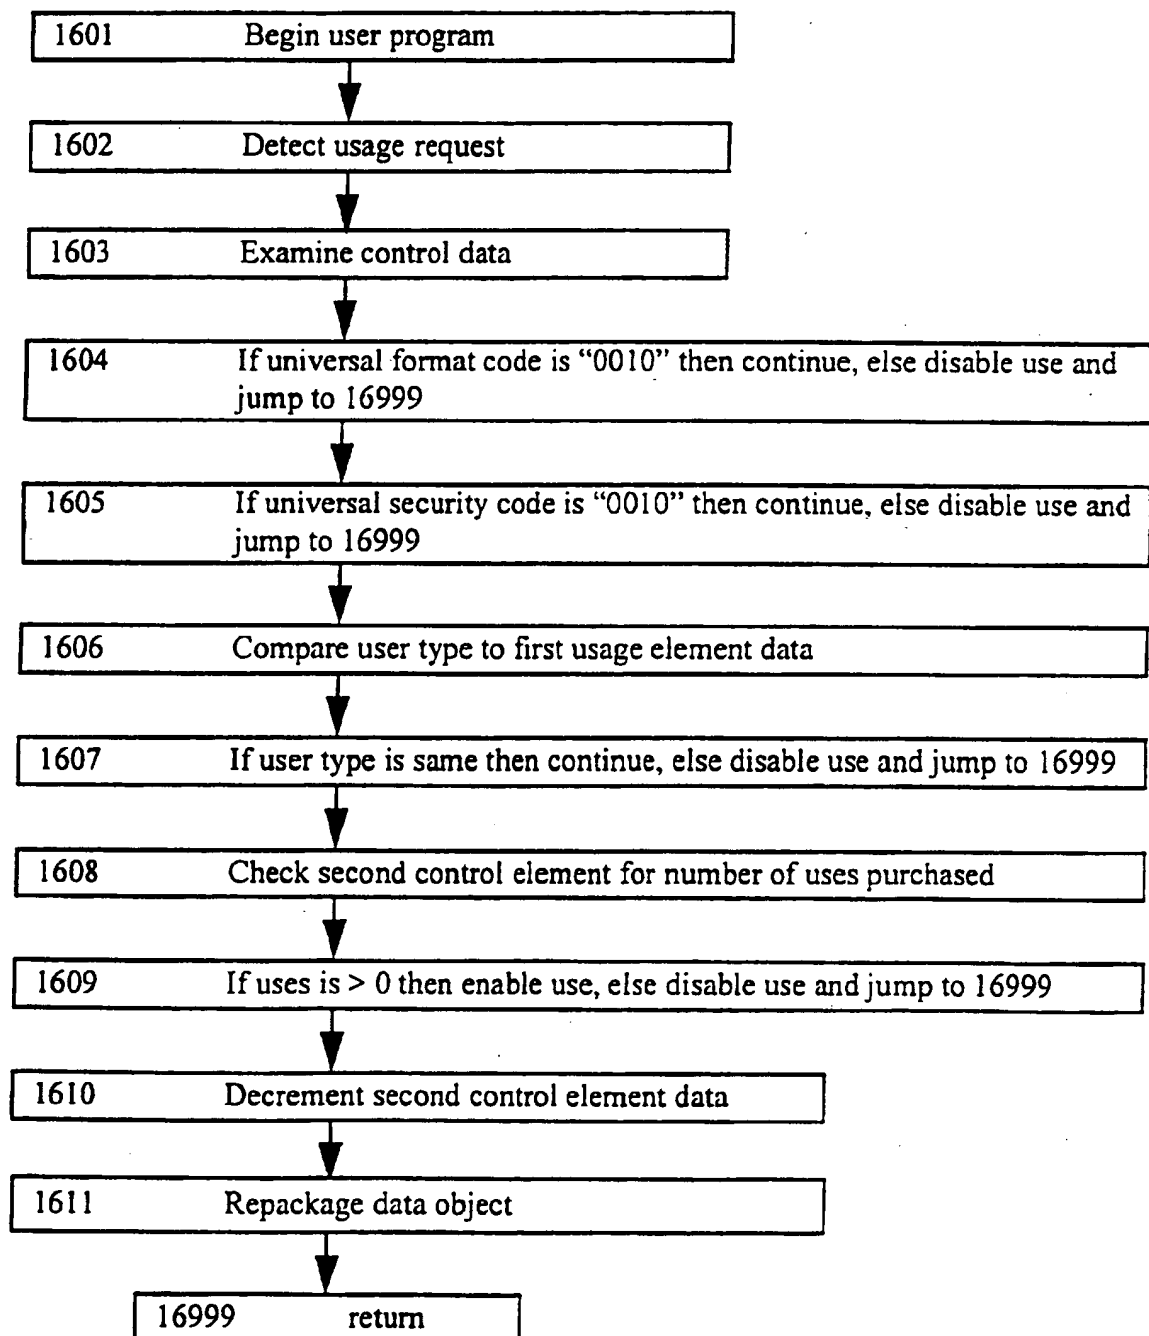 1601 Begin user program
1602 Detect usage request
1603 Examine control data
1604 If universal format code is “0010” then continue, else disable use and
jump to 16999
1605 If universal security code is “0010” then continue, else disable use and
jump to 16999
1606 Compare user type to first usage element data
1607 If user type is same then continue, else disable use and jump to 16999
1608 Check second control element for number of uses purchased
1609 If uses is > 0 then enable use, else disable use and jump to 16999
1610 Decrement second control element data
1611 Repackage data object
16999 return